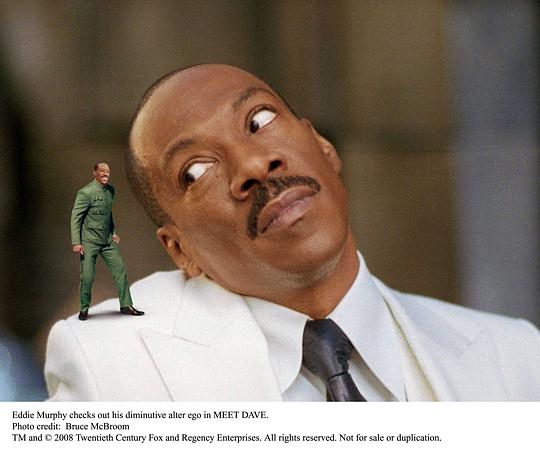 Eddie Murphy checks out his diminutive alter ego in MEET DAVE.
Photo credit:  Bruce McBroom
TM and © 2008 Twentieth Century Fox and Regency Enterprises. All rights reserved. Not for sale or duplication.